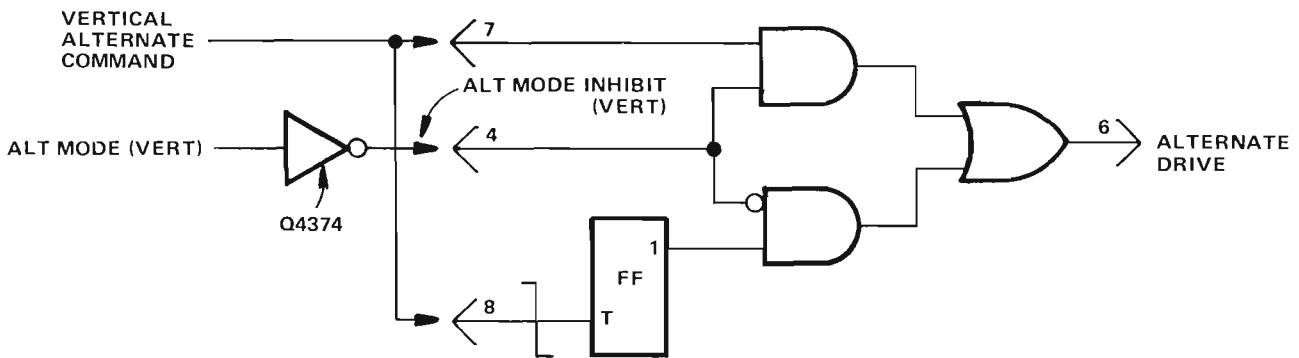 VERTICAL
ALTERNATE
COMMAND
7
ALT MODE INHIBIT
(VERT)
ALT MODE (VERT)
4
6
ALTERNATE
DRIVE
Q4374
1
FF
8
T